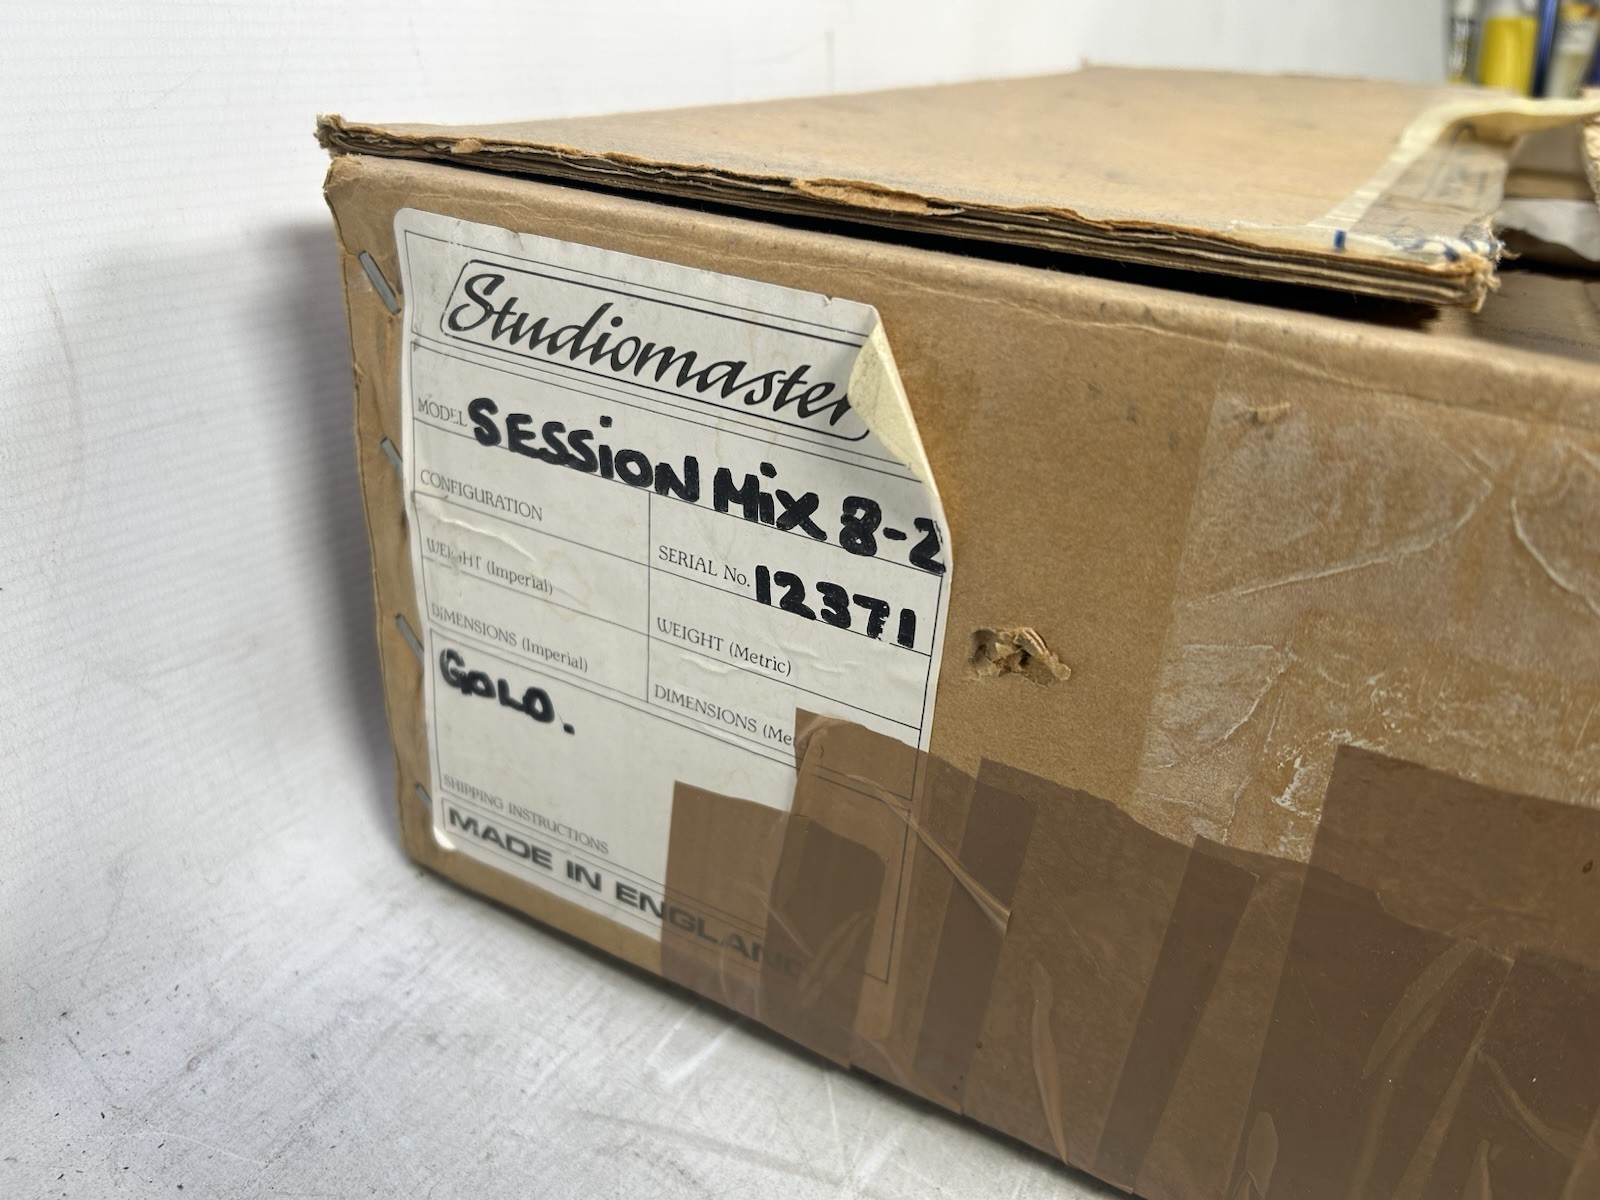 Studiomaster
MODEL SESSION MIX 8-2
CONFIGURATION
SERIAL No. 12371
WEIGHT (Imperial)
WEIGHT (Metric)
DIMENSIONS (Imperial)
DIMENSIONS (Met
GOLD.
SHIPPING INSTRUCTIONS
MADE IN ENGLAND